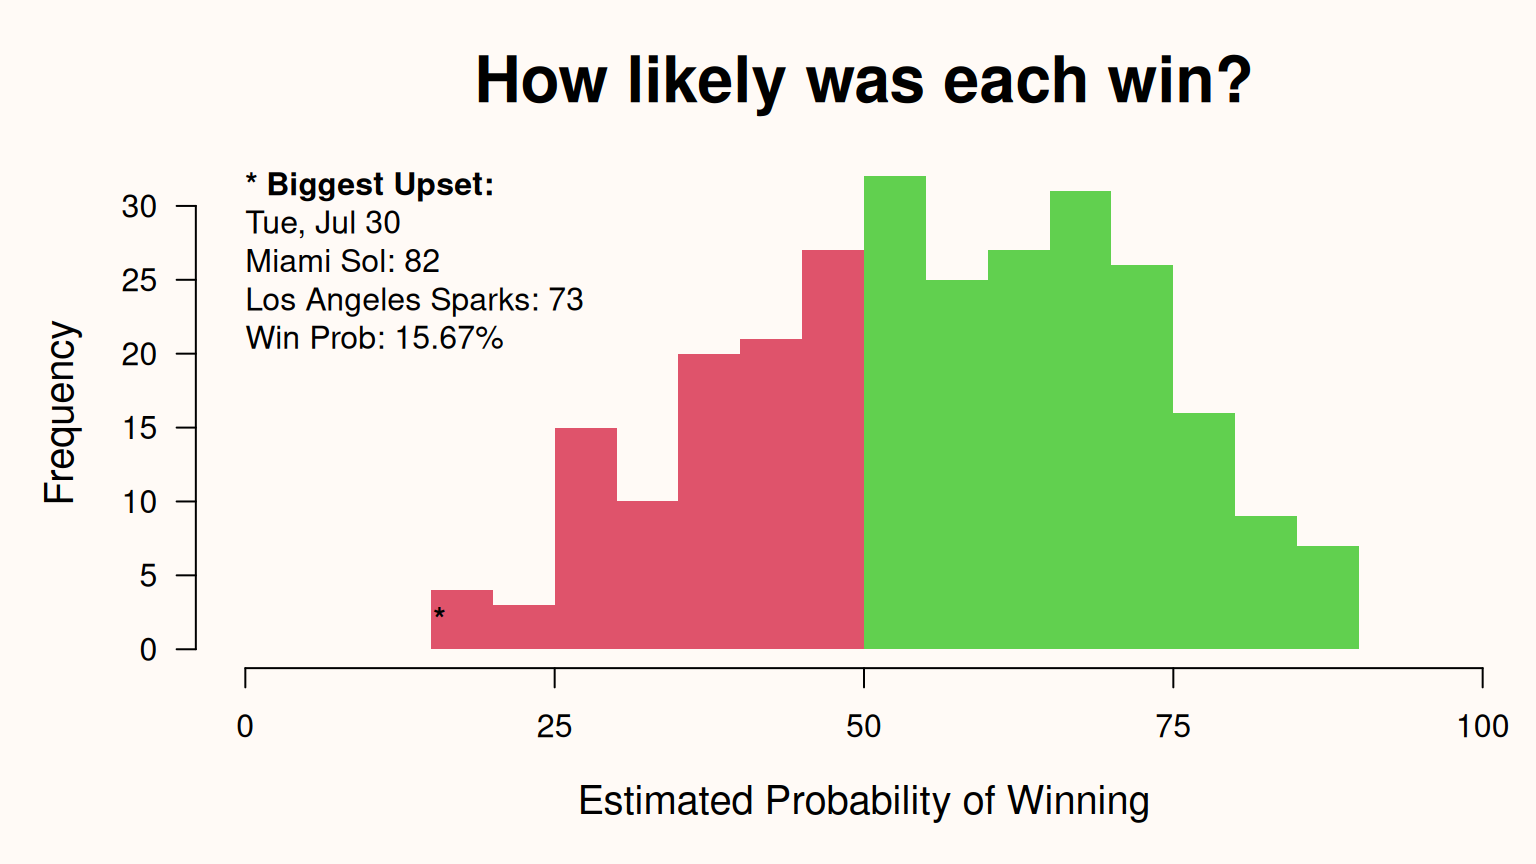 How likely was each win?
* Biggest Upset:
Tue, Jul 30
Miami Sol: 82
Los Angeles Sparks: 73
Win Prob: 15.67%
Frequency
30
25
20
15
10
5
0
*
0 25 50 75 100
Estimated Probability of Winning